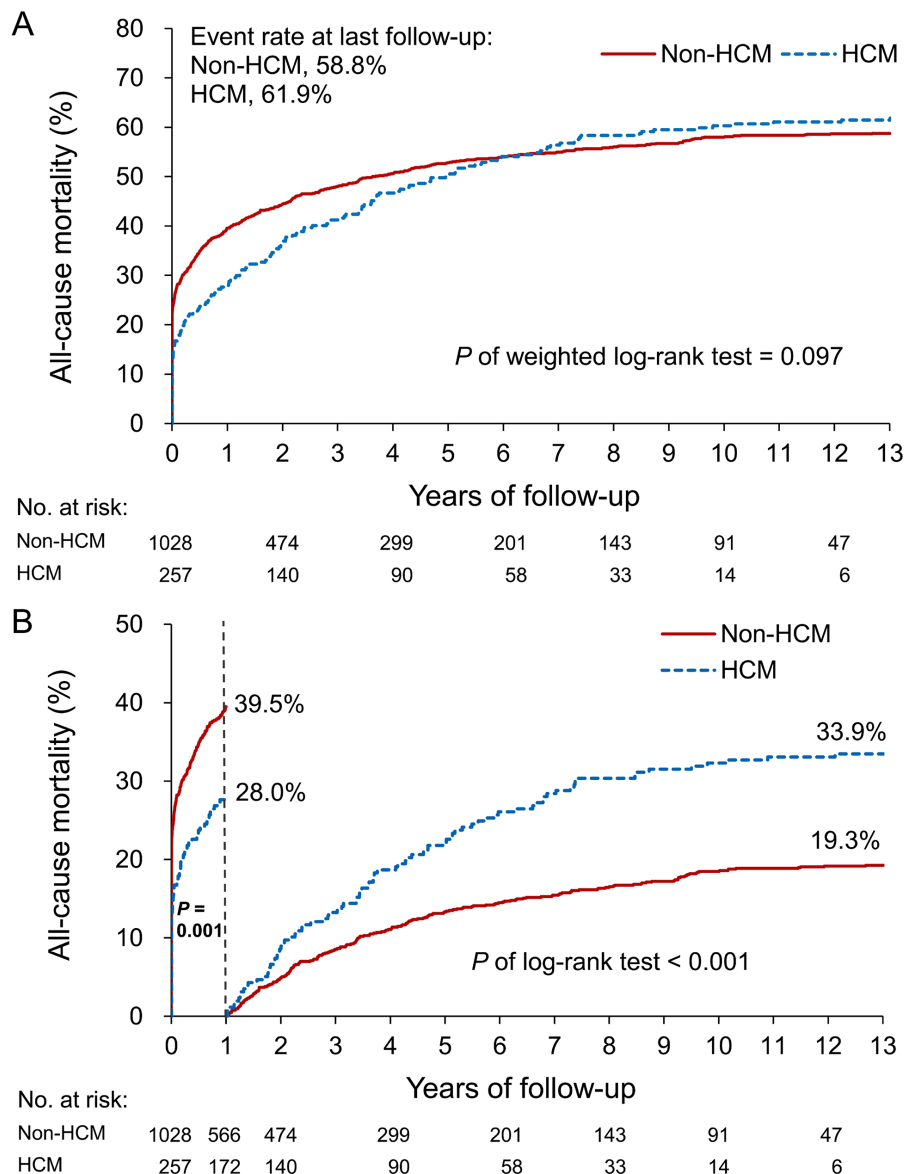 A
Event rate at last follow-up:
Non-HCM, 58.8%
HCM, 61.9%
Non-HCM HCM
All-cause mortality (%)
80
70
60
50
40
30
20
10
0
P of weighted log-rank test = 0.097
0 1 2 3 4 5 6 7 8 9 10 11 12 13
Years of follow-up
No. at risk:
Non-HCM 1028 474 299 201 143 91 47
HCM 257 140 90 58 33 14 6
B
Non-HCM
HCM
All-cause mortality (%)
50
40
30
20
10
0
39.5%
28.0%
33.9%
19.3%
P =
0.001
P of log-rank test < 0.001
0 1 2 3 4 5 6 7 8 9 10 11 12 13
Years of follow-up
No. at risk:
Non-HCM 1028 566 474 299 201 143 91 47
HCM 257 172 140 90 58 33 14 6